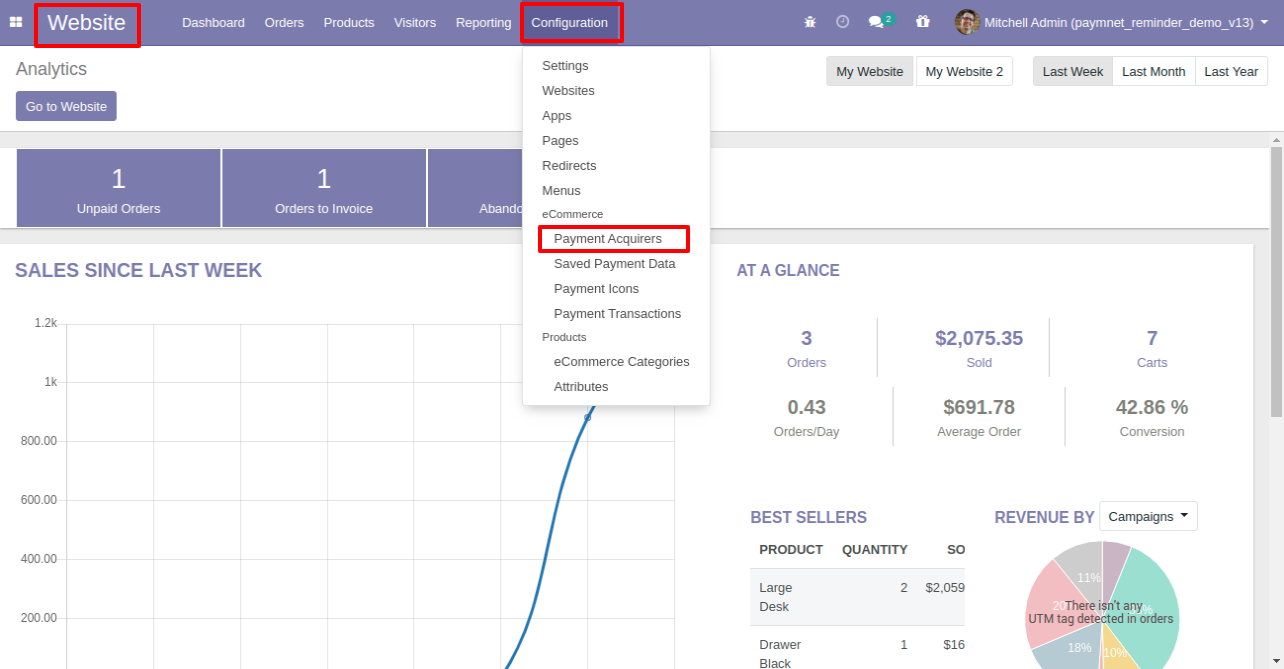 Website Dashboard Orders Products Visitors Reporting Configuration 2 Mitchell Admin (paymnet_reminder_demo_v13)
Analytics
My Website My Website 2 Last Week Last Month Last Year
Go to Website
Settings
Websites
Apps
Pages
Redirects
Menus
eCommerce
Payment Acquirers
Saved Payment Data
Payment Icons
Payment Transactions
Products
eCommerce Categories
Attributes
1
Unpaid Orders
1
Orders to Invoice
SALES SINCE LAST WEEK
1.2k
1k
800.00
600.00
400.00
200.00
AT A GLANCE
3 $2,075.35 7
Orders Sold Carts
0.43 $691.78 42.86 %
Orders/Day Average Order Conversion
BEST SELLERS
PRODUCT QUANTITY SO
Large 2 $2,059
Desk
Drawer 1 $16
Black
REVENUE BY Campaigns
11%
There isn't any
UTM tag detected in orders
18% 10%